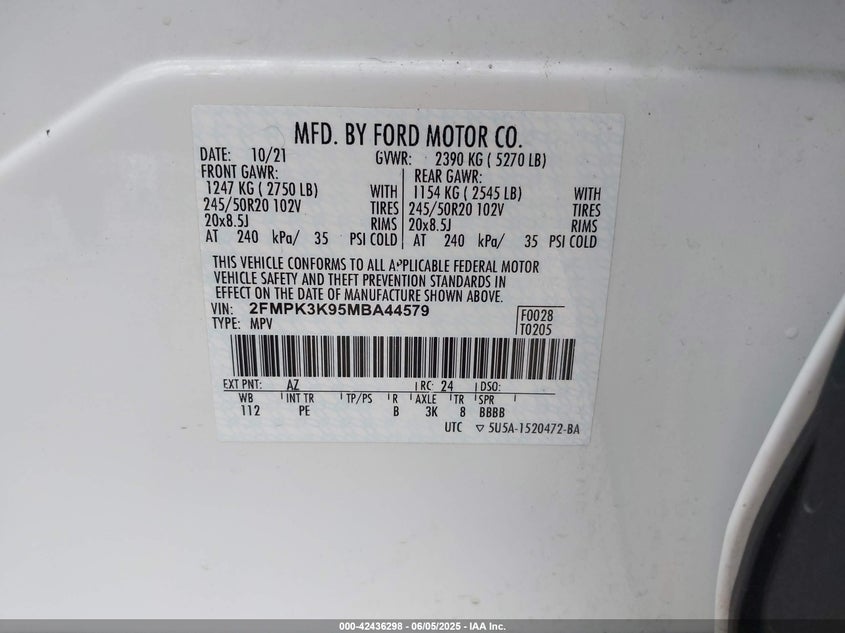 MFD. BY FORD MOTOR CO.
DATE: 10/21 GVWR: 2390 KG ( 5270 LB)
FRONT GAWR: REAR GAWR:
1247 KG ( 2750 LB) WITH 1154 KG ( 2545 LB) WITH
245/50R20 102V TIRES 245/50R20 102V TIRES
20x8.5J RIMS 20x8.5J RIMS
AT 240 kPa/ 35 PSI COLD AT 240 kPa/ 35 PSI COLD
THIS VEHICLE CONFORMS TO ALL APPLICABLE FEDERAL MOTOR
VEHICLE SAFETY AND THEFT PREVENTION STANDARDS IN
EFFECT ON THE DATE OF MANUFACTURE SHOWN ABOVE.
VIN: 2FMPK3K95MBA44579 F0028
TYPE: MPV T0205
EXT PNT: AZ RC: 24 DSO:
WB INT TR TP/PS R AXLE TR SPR
112 PE B 3K 8 BBBB
UTC ▽ 5U5A-1520472-BA
000-42436298 - 06/05/2025 - IAA Inc.